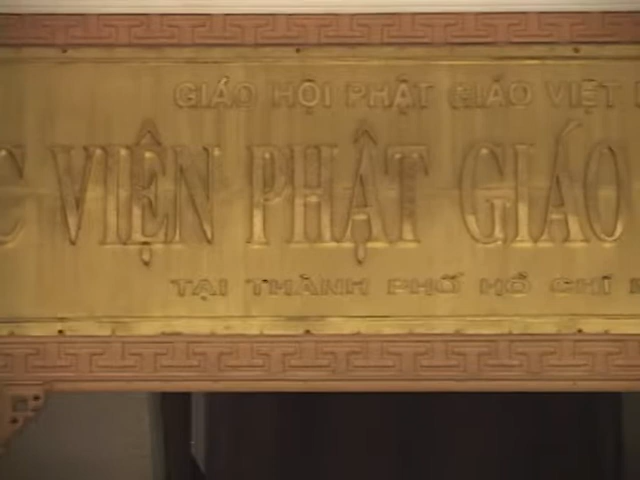 GIÁO HỘI PHẬT GIÁO VIỆT
C VIỆN PHẬT GIÁO
TẠI THÀNH PHỐ HỒ CHÍ